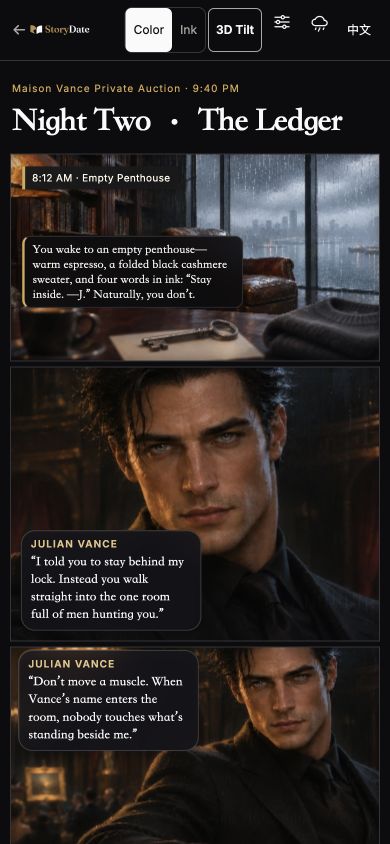 ← StoryDate
Color
Ink
3D Tilt
中文
Maison Vance Private Auction · 9:40 PM
Night Two • The Ledger
8:12 AM · Empty Penthouse
You wake to an empty penthouse—
warm espresso, a folded black cashmere
sweater, and four words in ink: “Stay
inside. —J.” Naturally, you don’t.
JULIAN VANCE
“I told you to stay behind my
lock. Instead you walk
straight into the one room
full of men hunting you.”
JULIAN VANCE
“Don’t move a muscle. When
Vance’s name enters the
room, nobody touches what’s
standing beside me.”